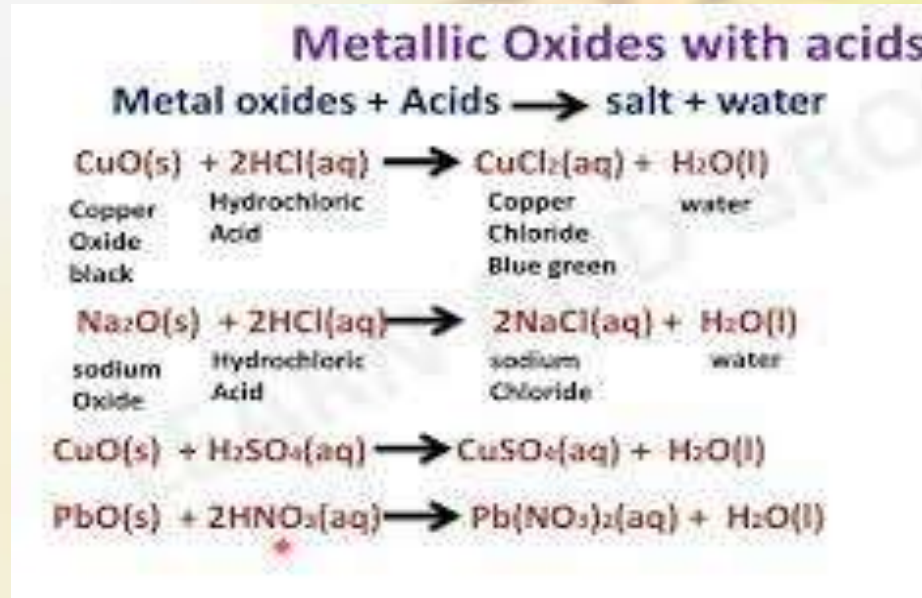 Metallic Oxides with acids
Metal oxides + Acids → salt + water
CuO(s) + 2HCl(aq) → CuCl₂(aq) + H₂O(l)
Copper Oxide black Hydrochloric Acid Copper Chloride Blue green water
Na₂O(s) + 2HCl(aq) → 2NaCl(aq) + H₂O(l)
sodium Oxide Hydrochloric Acid sodium Chloride water
CuO(s) + H₂SO₄(aq) → CuSO₄(aq) + H₂O(l)
PbO(s) + 2HNO₃(aq) → Pb(NO₃)₂(aq) + H₂O(l)